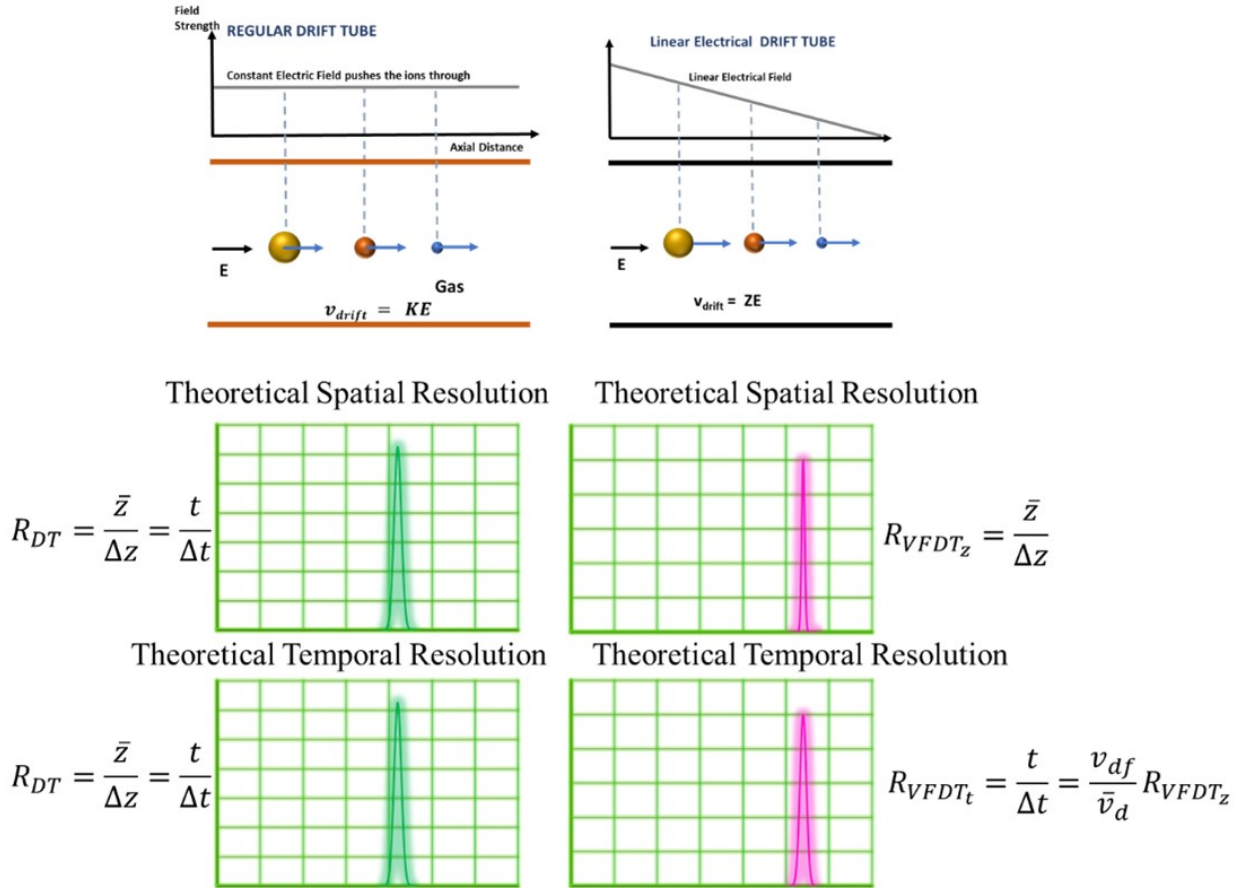 Field
Strength
REGULAR DRIFT TUBE
Constant Electric Field pushes the ions through
Axial Distance
E
Gas
v_drift = KE
Linear Electrical DRIFT TUBE
Linear Electrical Field
E
v_drift = ZE
Theoretical Spatial Resolution
R_DT = z̄/Δz = t/Δt
Theoretical Spatial Resolution
R_VFDT_z = z̄/Δz
Theoretical Temporal Resolution
R_DT = z̄/Δz = t/Δt
Theoretical Temporal Resolution
R_VFDT_t = t/Δt = v_df/v̄_d R_VFDT_z